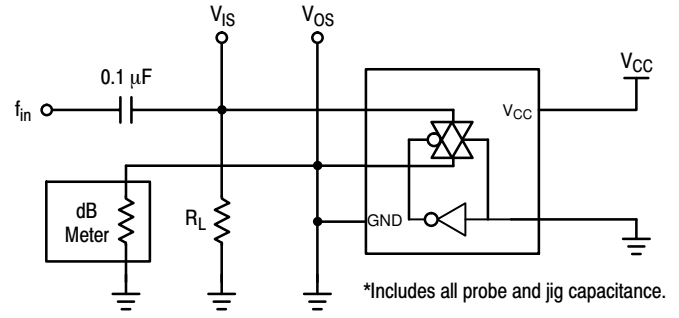 V_IS
V_OS
0.1 µF
V_CC
f_in
V_CC
dB
Meter
R_L
GND
*Includes all probe and jig capacitance.